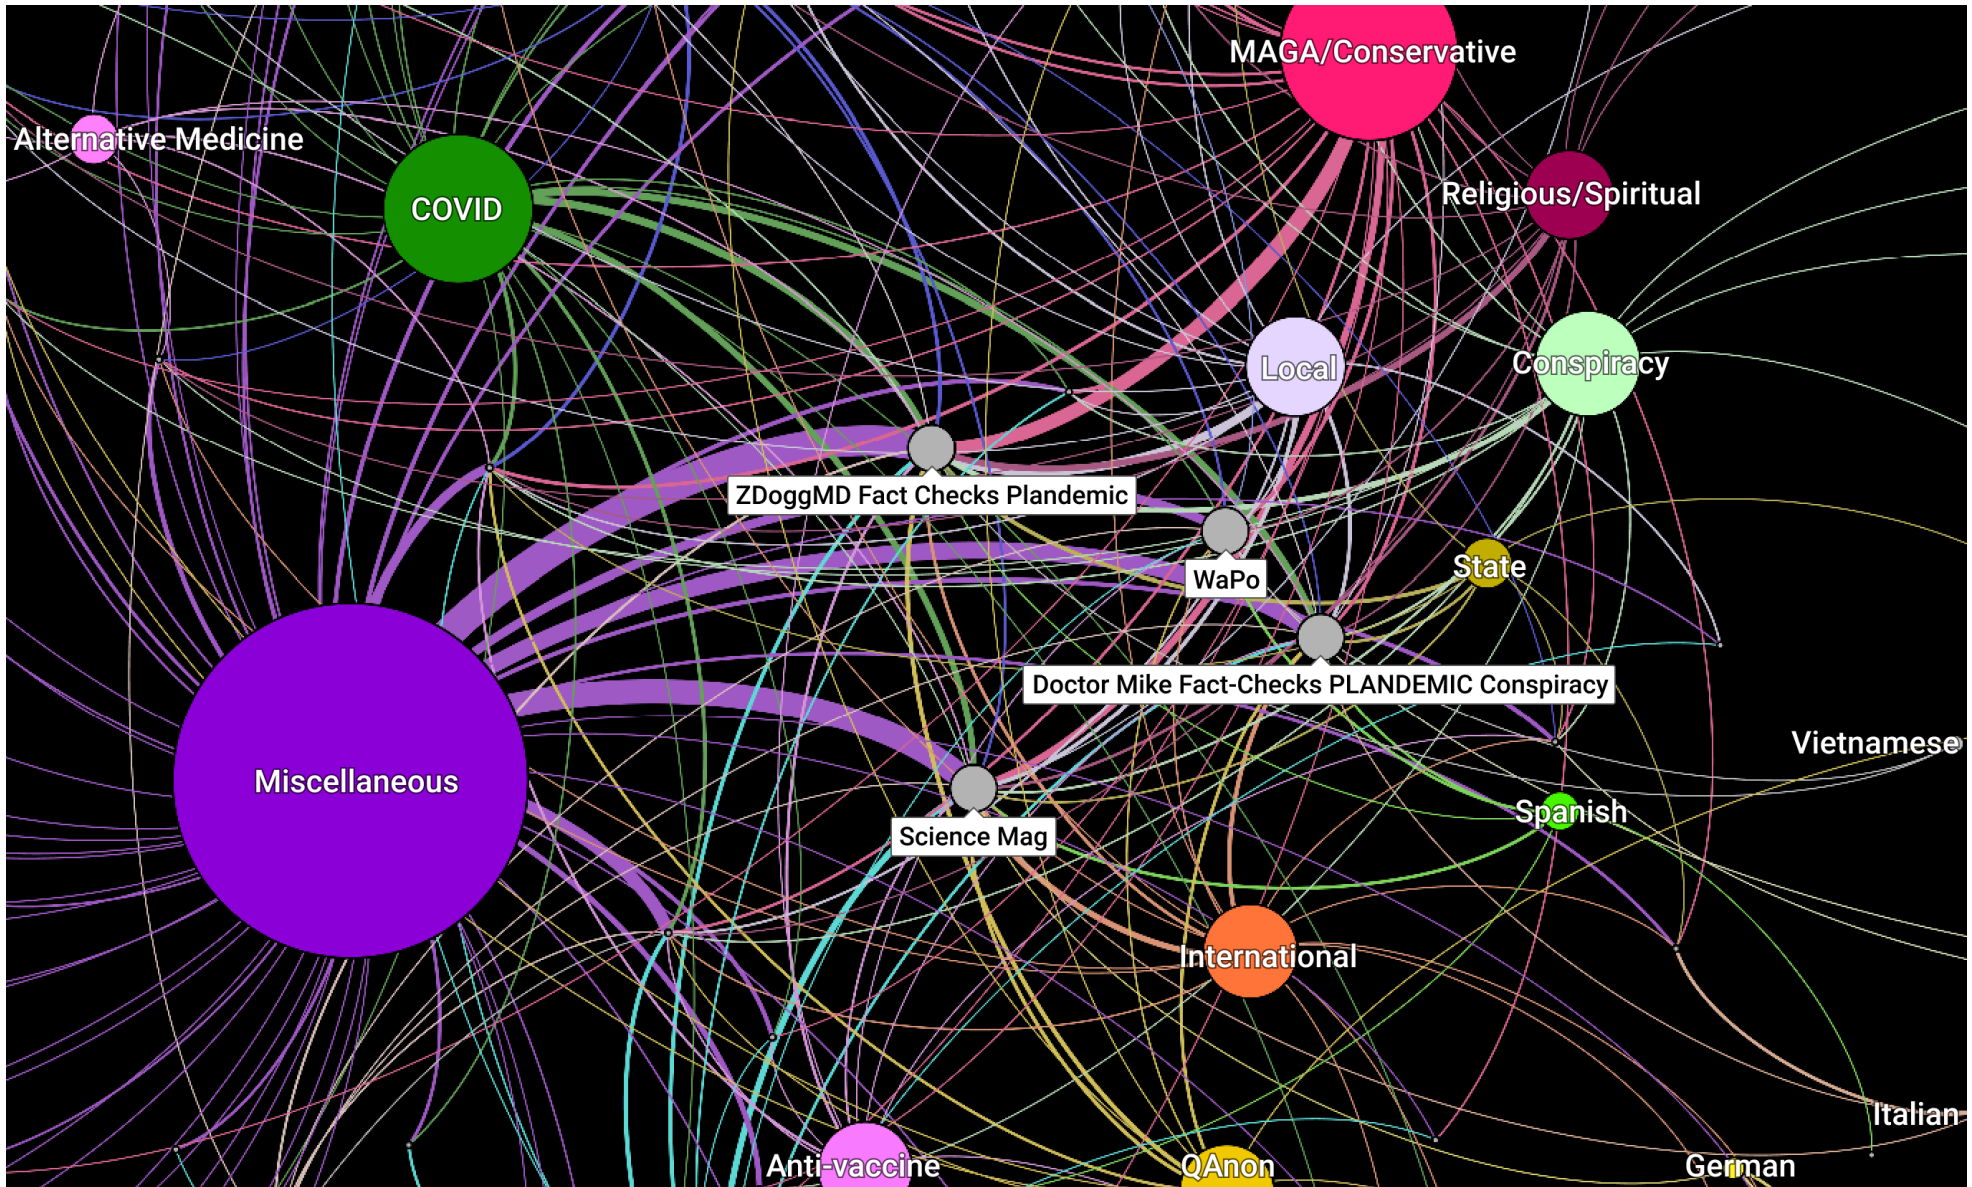 MAGA/Conservative
Alternative Medicine
COVID
Religious/Spiritual
Local
Conspiracy
ZDoggMD Fact Checks Plandemic
WaPo
State
Doctor Mike Fact-Checks PLANDEMIC Conspiracy
Vietnamese
Miscellaneous
Spanish
Science Mag
International
Italian
Anti-vaccine
QAnon
German